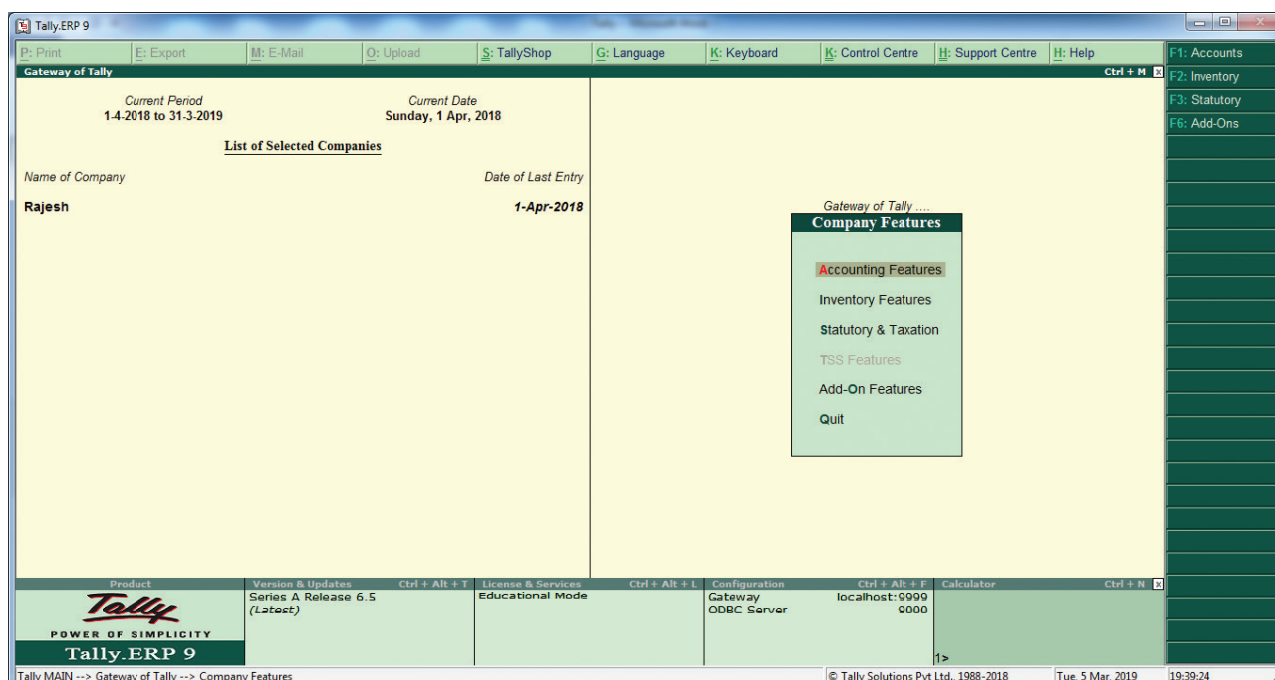 Tally.ERP 9
P: Print E: Export M: E-Mail O: Upload S: TallyShop G: Language K: Keyboard K: Control Centre H: Support Centre H: Help
F1: Accounts
F2: Inventory
F3: Statutory
F6: Add-Ons
Gateway of Tally Ctrl + M
Current Period Current Date
1-4-2018 to 31-3-2019 Sunday, 1 Apr, 2018
List of Selected Companies
Name of Company Date of Last Entry
Rajesh 1-Apr-2018
Gateway of Tally ....
Company Features
Accounting Features
Inventory Features
Statutory & Taxation
TSS Features
Add-On Features
Quit
Product Version & Updates Ctrl + Alt + T License & Services Ctrl + Alt + L Configuration Ctrl + Alt + F Calculator Ctrl + N
Tally
POWER OF SIMPLICITY
Tally.ERP 9
Series A Release 6.5
(Latest)
Educational Mode
Gateway localhost:9999
ODBC Server 9000
1>
Tally MAIN --> Gateway of Tally --> Company Features © Tally Solutions Pvt Ltd., 1988-2018 Tue, 5 Mar, 2019 19:39:24